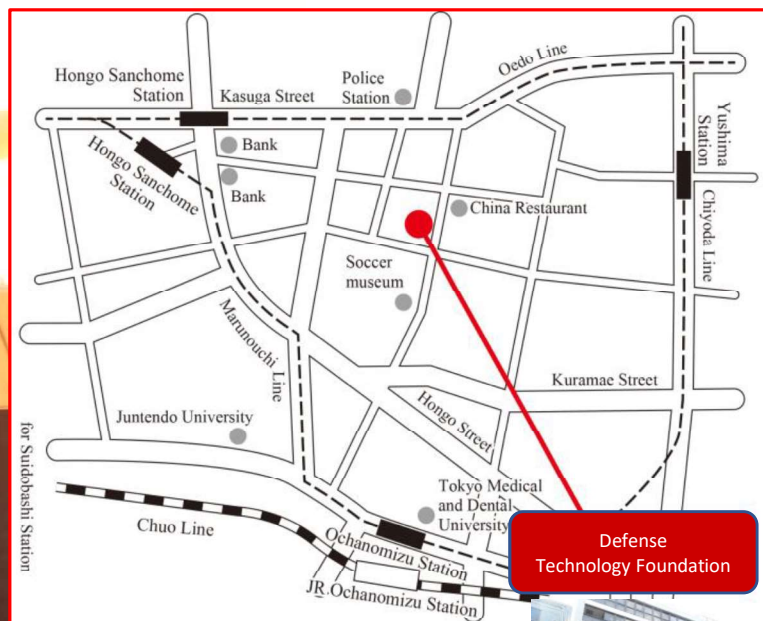 Oedo Line
Hongo Sanchome
Station
Kasuga Street
Police
Station
Yushima
Station
Chiyoda Line
Bank
Hongo Sanchome
Station
Bank
China Restaurant
Soccer
museum
Marunouchi
Line
Kuramae Street
Hongo Street
Juntendo University
for Suidobashi Station
Tokyo Medical
and Dental
University
Chuo Line
Ochanomizu Station
JR Ochanomizu Station
Defense
Technology Foundation